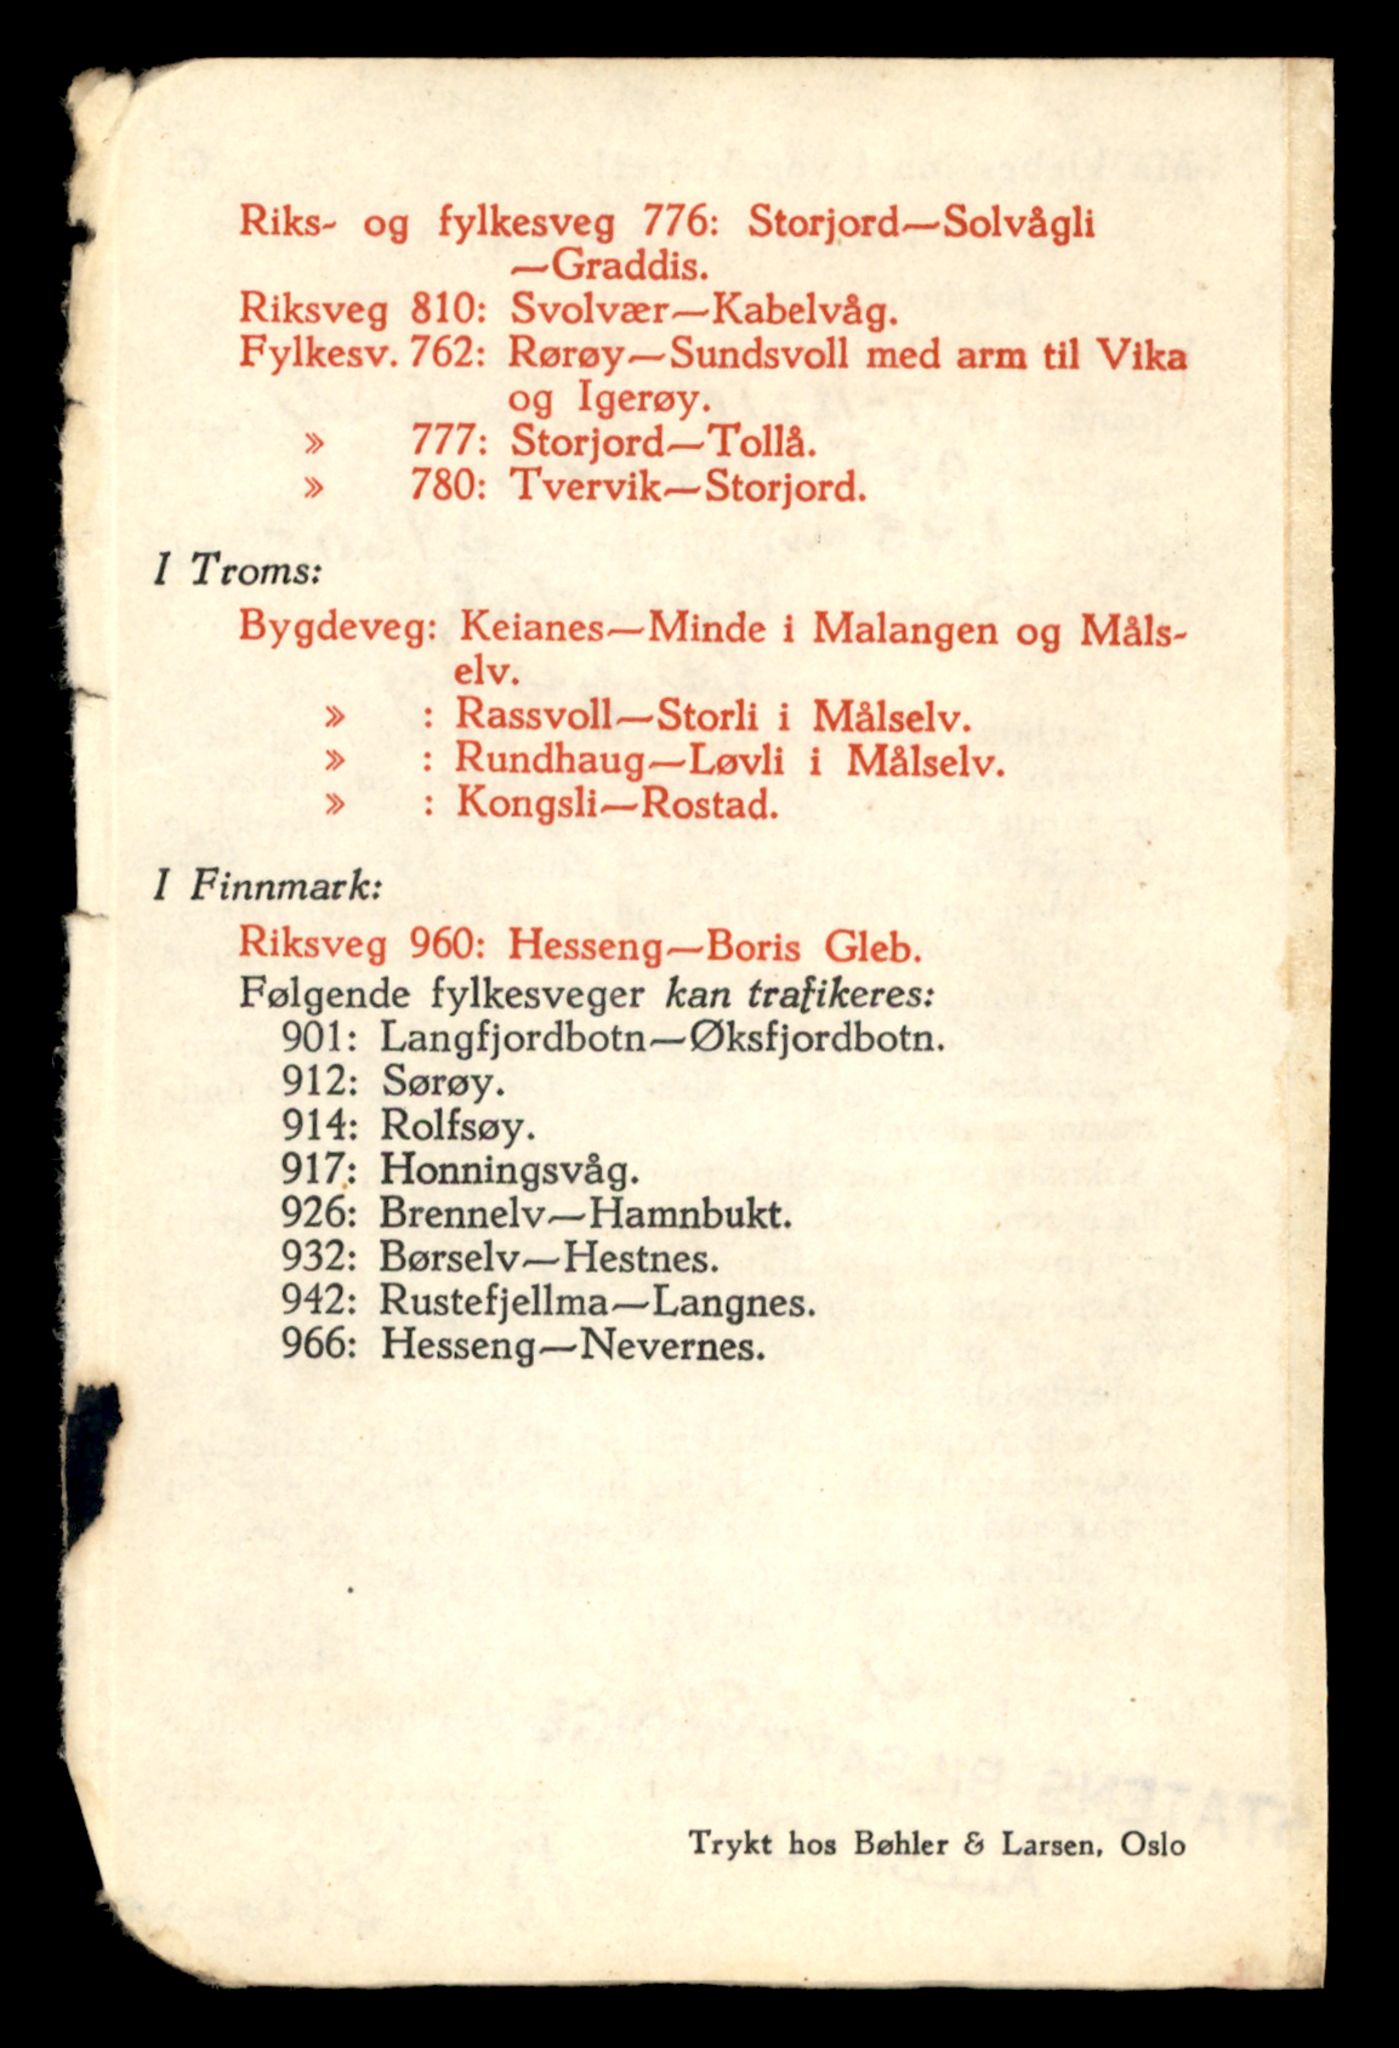 Riks- og fylkesveg 776: Storjord—Solvågli
—Graddis.
Riksveg 810: Svolvær—Kabelvåg.
Fylkesv. 762: Rørøy—Sundsvoll med arm til Vika
og Igerøy.
» 777: Storjord—Tollå.
» 780: Tvervik—Storjord.
I Troms:
Bygdeveg: Keianes—Minde i Malangen og Måls-
elv.
» : Rassvoll—Storli i Målselv.
» : Rundhaug—Løvli i Målselv.
» : Kongsli—Rostad.
I Finnmark:
Riksveg 960: Hesseng—Boris Gleb.
Følgende fylkesveger kan trafikeres:
901: Langfjordbotn—Øksfjordbotn.
912: Sørøy.
914: Rolfsøy.
917: Honningsvåg.
926: Brennelv—Hamnbukt.
932: Børselv—Hestnes.
942: Rustefjellma—Langnes.
966: Hesseng—Nevernes.
Trykt hos Bøhler & Larsen, Oslo